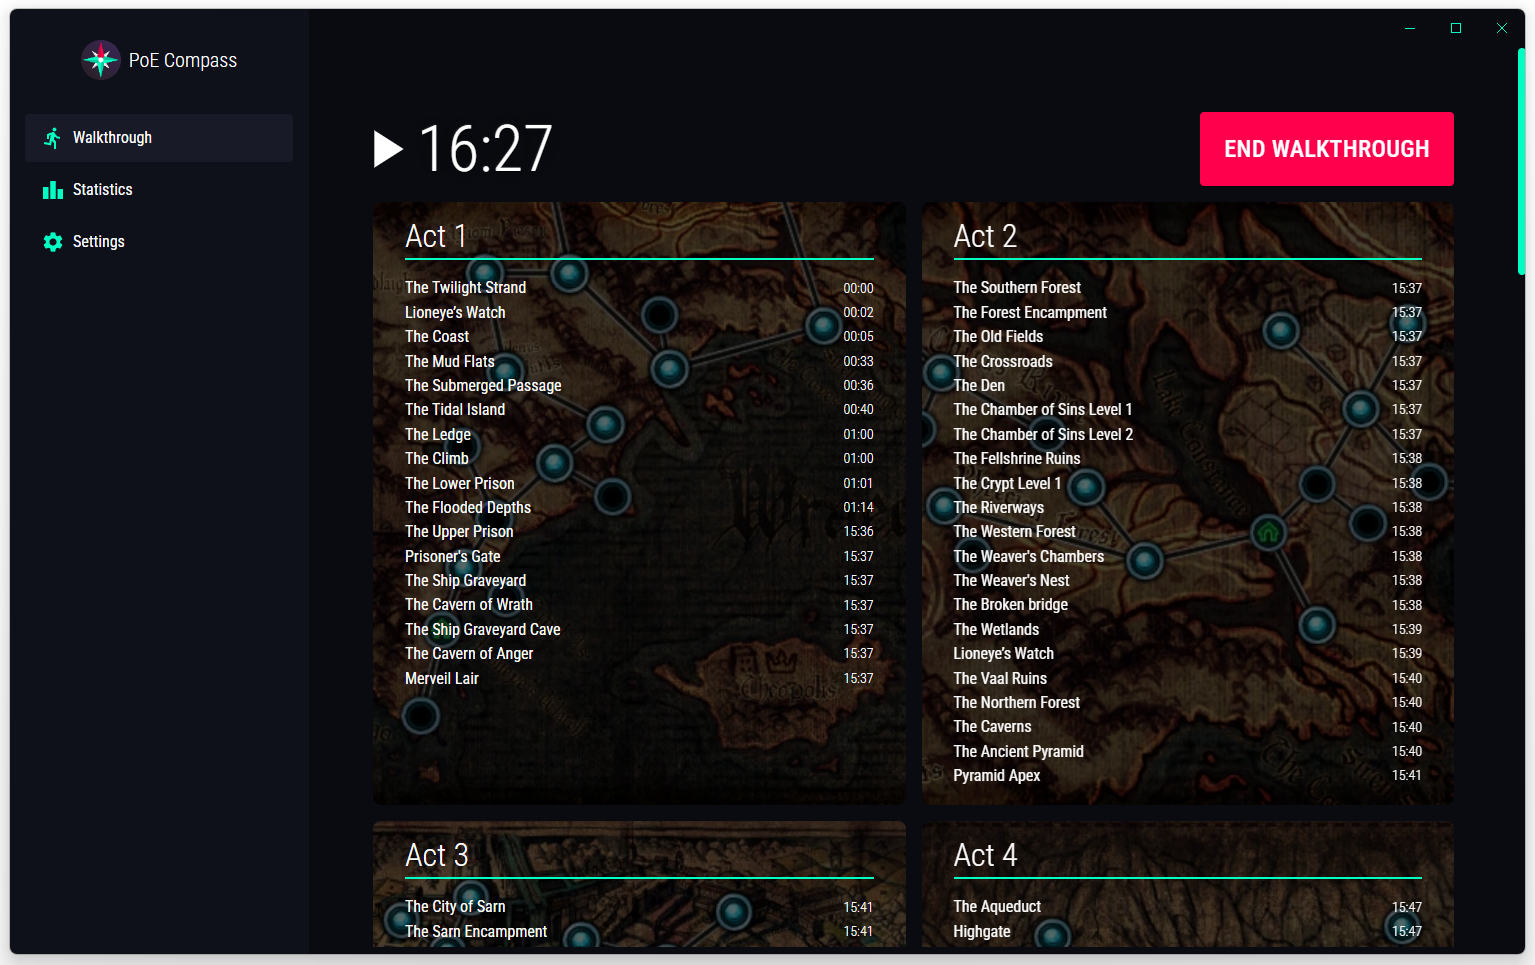 PoE Compass
Walkthrough
Statistics
Settings
16:27
END WALKTHROUGH
Act 1
The Twilight Strand 00:00
Lioneye's Watch 00:02
The Coast 00:05
The Mud Flats 00:33
The Submerged Passage 00:36
The Tidal Island 00:40
The Ledge 01:00
The Climb 01:00
The Lower Prison 01:01
The Flooded Depths 01:14
The Upper Prison 15:36
Prisoner's Gate 15:37
The Ship Graveyard 15:37
The Cavern of Wrath 15:37
The Ship Graveyard Cave 15:37
The Cavern of Anger 15:37
Merveil Lair 15:37
Cheopolis
Act 2
The Southern Forest 15:37
The Forest Encampment 15:37
The Old Fields 15:37
The Crossroads 15:37
The Den 15:37
The Chamber of Sins Level 1 15:37
The Chamber of Sins Level 2 15:37
The Fellshrine Ruins 15:38
The Crypt Level 1 15:38
The Riverways 15:38
The Western Forest 15:38
The Weaver's Chambers 15:38
The Weaver's Nest 15:38
The Broken bridge 15:38
The Wetlands 15:39
Lioneye's Watch 15:39
The Vaal Ruins 15:40
The Northern Forest 15:40
The Caverns 15:40
The Ancient Pyramid 15:40
Pyramid Apex 15:41
Act 3
The City of Sarn 15:41
The Sarn Encampment 15:41
Act 4
The Aqueduct 15:47
Highgate 15:47